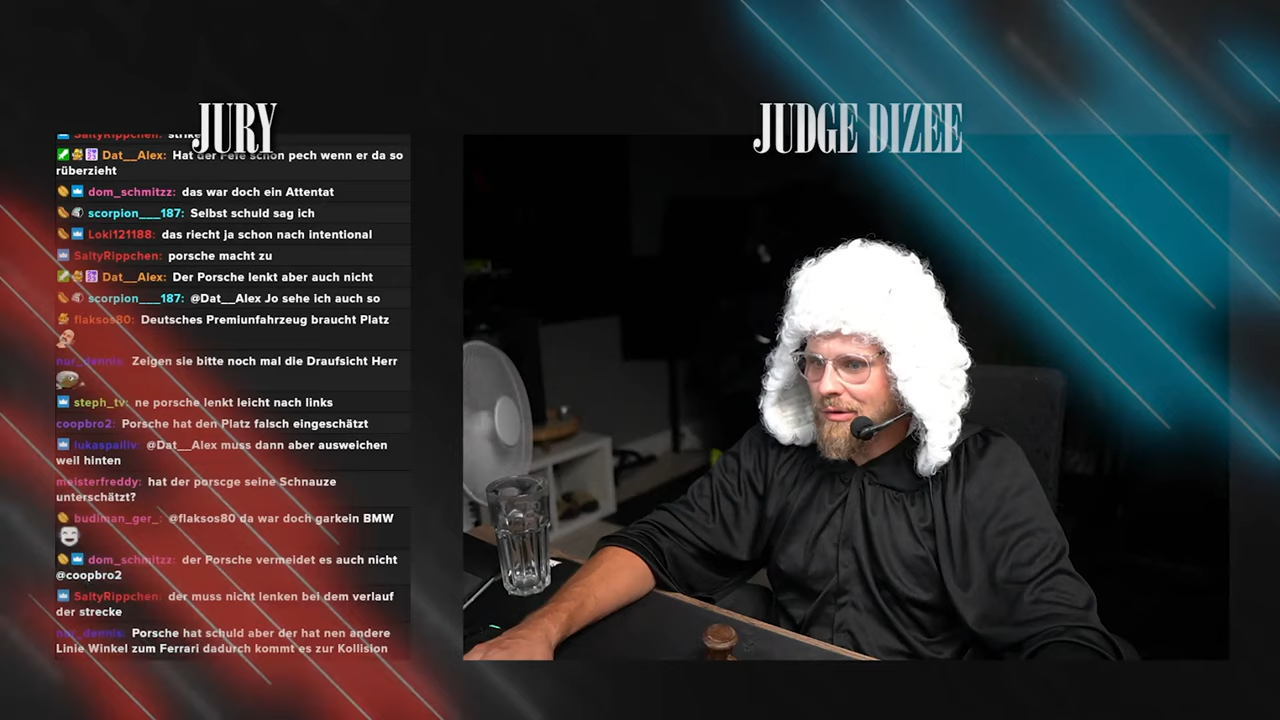 JURY
JUDGE DIZEE
SaltyRippchen: strike
Dat__Alex: Hat der Pefe schon pech wenn er da so
rüberzieht
dom_schmitzz: das war doch ein Attentat
scorpion___187: Selbst schuld sag ich
Loki121188: das riecht ja schon nach intentional
SaltyRippchen: porsche macht zu
Dat__Alex: Der Porsche lenkt aber auch nicht
scorpion___187: @Dat__Alex Jo sehe ich auch so
flaksos80: Deutsches Premiunfahrzeug braucht Platz
nur_dennis: Zeigen sie bitte noch mal die Draufsicht Herr
steph_tv: ne porsche lenkt leicht nach links
coopbro2: Porsche hat den Platz falsch eingeschätzt
@Dat__Alex muss dann aber ausweichen
weil hinten
meisterfreddy: hat der porscge seine Schnauze
unterschätzt?
budiman_ger_: @flaksos80 da war doch garkein BMW
dom_schmitzz: der Porsche vermeidet es auch nicht
@coopbro2
SaltyRippchen: der muss nicht lenken bei dem verlauf
der strecke
nur_dennis: Porsche hat schuld aber der hat nen andere
Linie Winkel zum Ferrari dadurch kommt es zur Kollision